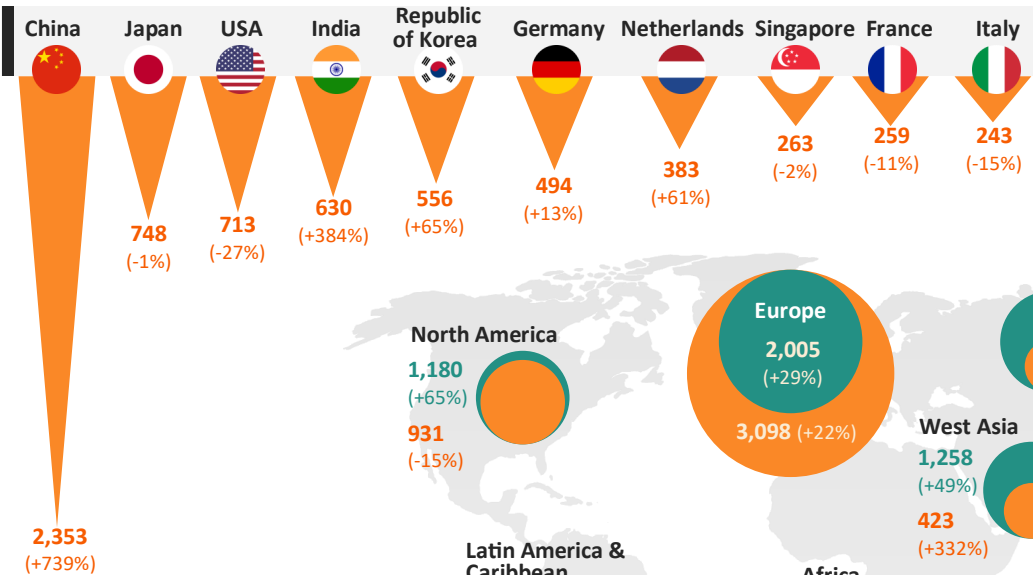 China
Japan
USA
India
Republic
of Korea
Germany
Netherlands
Singapore
France
Italy
2,353
(+739%)
748
(-1%)
713
(-27%)
630
(+384%)
556
(+65%)
494
(+13%)
383
(+61%)
263
(-2%)
259
(-11%)
243
(-15%)
North America
1,180
(+65%)
931
(-15%)
Europe
2,005
(+29%)
3,098 (+22%)
West Asia
1,258
(+49%)
423
(+332%)
Latin America &
Caribbean
Africa